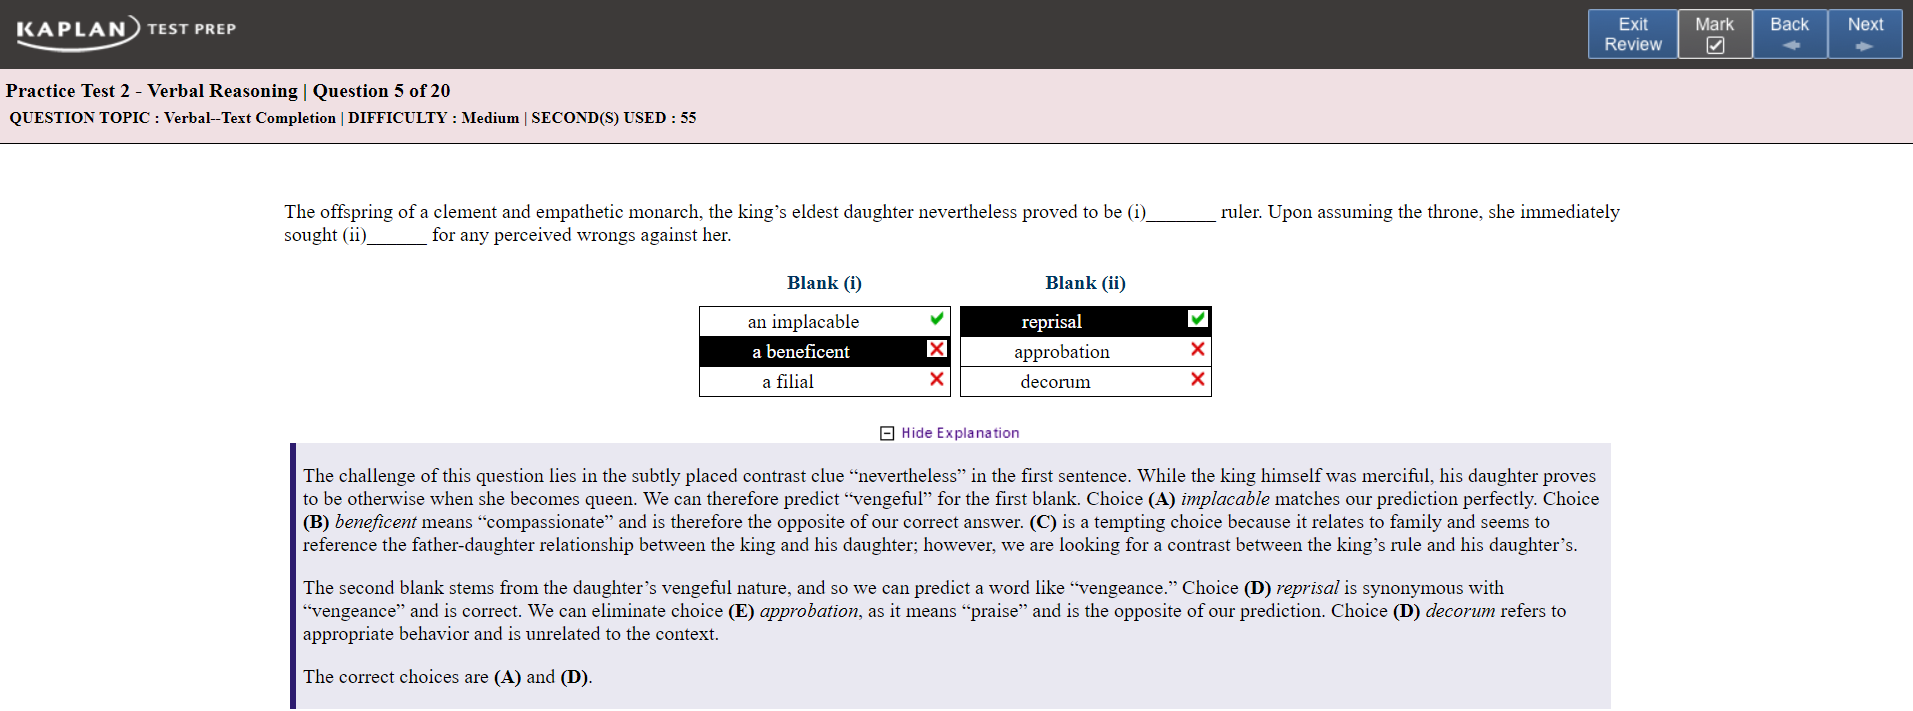 KAPLAN TEST PREP
Exit Review
Mark
Back
Next
Practice Test 2 - Verbal Reasoning | Question 5 of 20
QUESTION TOPIC : Verbal--Text Completion | DIFFICULTY : Medium | SECOND(S) USED : 55
The offspring of a clement and empathetic monarch, the king’s eldest daughter nevertheless proved to be (i)_______ ruler. Upon assuming the throne, she immediately
sought (ii)______ for any perceived wrongs against her.
Blank (i) Blank (ii)
an implacable reprisal
a beneficent approbation
a filial decorum
Hide Explanation
The challenge of this question lies in the subtly placed contrast clue “nevertheless” in the first sentence. While the king himself was merciful, his daughter proves
to be otherwise when she becomes queen. We can therefore predict “vengeful” for the first blank. Choice (A) implacable matches our prediction perfectly. Choice
(B) beneficent means “compassionate” and is therefore the opposite of our correct answer. (C) is a tempting choice because it relates to family and seems to
reference the father-daughter relationship between the king and his daughter; however, we are looking for a contrast between the king’s rule and his daughter’s.
The second blank stems from the daughter’s vengeful nature, and so we can predict a word like “vengeance.” Choice (D) reprisal is synonymous with
“vengeance” and is correct. We can eliminate choice (E) approbation, as it means “praise” and is the opposite of our prediction. Choice (D) decorum refers to
appropriate behavior and is unrelated to the context.
The correct choices are (A) and (D).